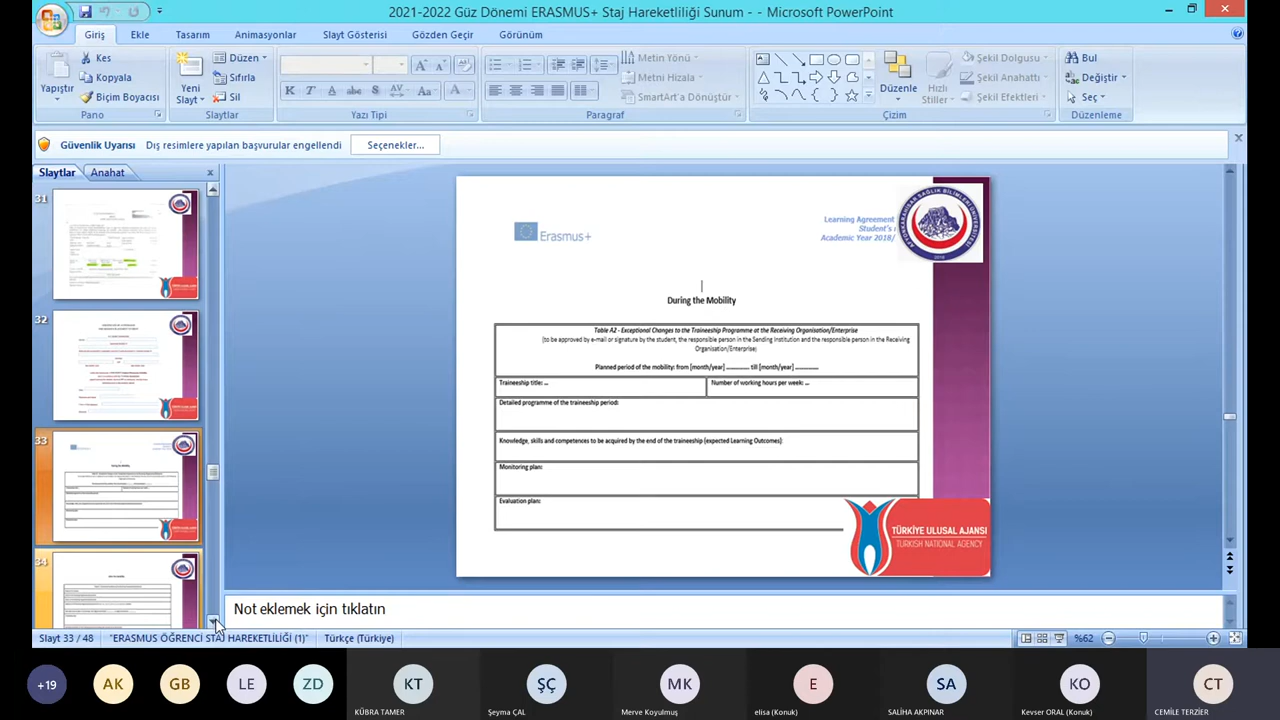 2021-2022 Güz Dönemi ERASMUS+ Staj Hareketliliği Sunum - - Microsoft PowerPoint
Giriş Ekle Tasarım Animasyonlar Slayt Gösterisi Gözden Geçir Görünüm
Yapıştır
Kes
Kopyala
Biçim Boyacısı
Pano
Yeni
Slayt
Düzen
Sıfırla
Sil
Slaytlar
Yazı Tipi
Metin Yönü
Metni Hizala
SmartArt'a Dönüştür
Paragraf
Düzenle
Hızlı
Stiller
Şekil Dolgusu
Şekil Anahattı
Şekil Efektleri
Çizim
Bul
Değiştir
Seç
Düzenleme
Güvenlik Uyarısı Dış resimlere yapılan başvurular engellendi Seçenekler...
Slaytlar Anahat
31
32
33
34
Erasmus+
Learning Agreement
Student's
Academic Year 2018/
During the Mobility
Table A2 - Exceptional Changes to the Traineeship Programme at the Receiving Organisation/Enterprise
(to be approved by e-mail or signature by the student, the responsible person in the Sending Institution and the responsible person in the Receiving
Organisation/Enterprise)
Planned period of the mobility: from [month/year] ............... till [month/year] ...............
Traineeship title: ...
Number of working hours per week: ...
Detailed programme of the traineeship period:
Knowledge, skills and competences to be acquired by the end of the traineeship (expected Learning Outcomes):
Monitoring plan:
Evaluation plan:
TÜRKİYE ULUSAL AJANSI
TURKISH NATIONAL AGENCY
Not eklemek için tıklatın
Slayt 33 / 48 "ERASMUS ÖĞRENCİ STAJ HAREKETLİLİĞİ (1)" Türkçe (Türkiye) %62
+19 AK GB LE ZD KT ŞÇ MK E SA KO CT
KÜBRA TAMER Şeyma ÇAL Merve Koyulmuş elisa (Konuk) SALİHA AKPINAR Kevser ORAL (Konuk) CEMİLE TERZİER